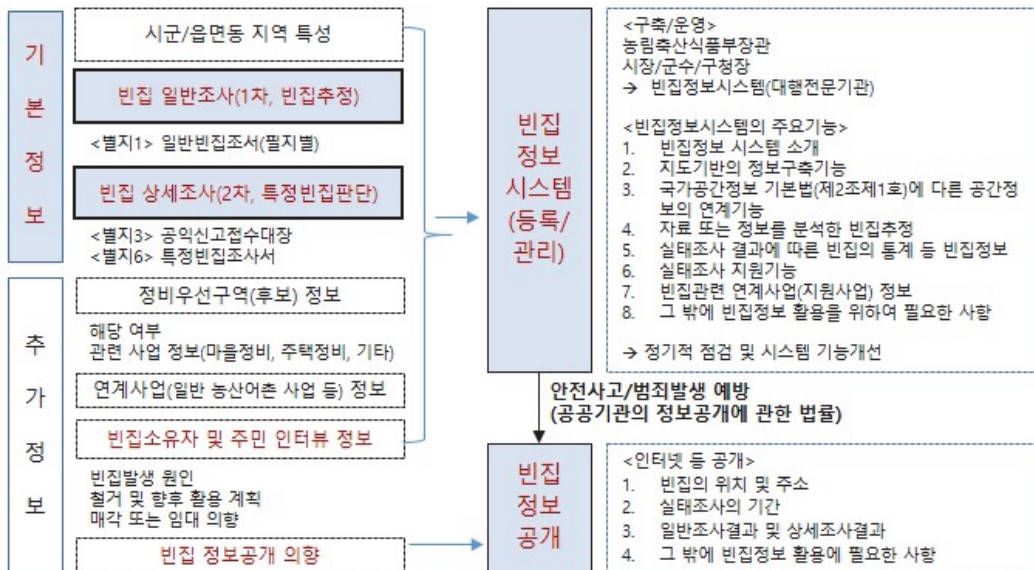 기
본
정
보
시군/읍면동 지역 특성
빈집 일반조사(1차, 빈집추정)
<별지1> 일반빈집조서(필지별)
빈집 상세조사(2차, 특정빈집판단)
<별지3> 공익신고접수대장
<별지6> 특정빈집조사서
추
가
정
보
정비우선구역(후보) 정보
해당 여부
관련 사업 정보(마을정비, 주택정비, 기타)
연계사업(일반 농산어촌 사업 등) 정보
빈집소유자 및 주민 인터뷰 정보
빈집발생 원인
철거 및 향후 활용 계획
매각 또는 임대 의향
빈집 정보공개 의향
빈집
정보
시스템
(등록/
관리)
<구축/운영>
농림축산식품부장관
시장/군수/구청장
→ 빈집정보시스템(대행전문기관)
<빈집정보시스템의 주요기능>
1. 빈집정보 시스템 소개
2. 지도기반의 정보구축기능
3. 국가공간정보 기본법(제2조제1호)에 다른 공간정
보의 연계기능
4. 자료 또는 정보를 분석한 빈집추정
5. 실태조사 결과에 따른 빈집의 통계 등 빈집정보
6. 실태조사 지원기능
7. 빈집관련 연계사업(지원사업) 정보
8. 그 밖에 빈집정보 활용을 위하여 필요한 사항
→ 정기적 점검 및 시스템 기능개선
안전사고/범죄발생 예방
(공공기관의 정보공개에 관한 법률)
빈집
정보
공개
<인터넷 등 공개>
1. 빈집의 위치 및 주소
2. 실태조사의 기간
3. 일반조사결과 및 상세조사결과
4. 그 밖에 빈집정보 활용에 필요한 사항